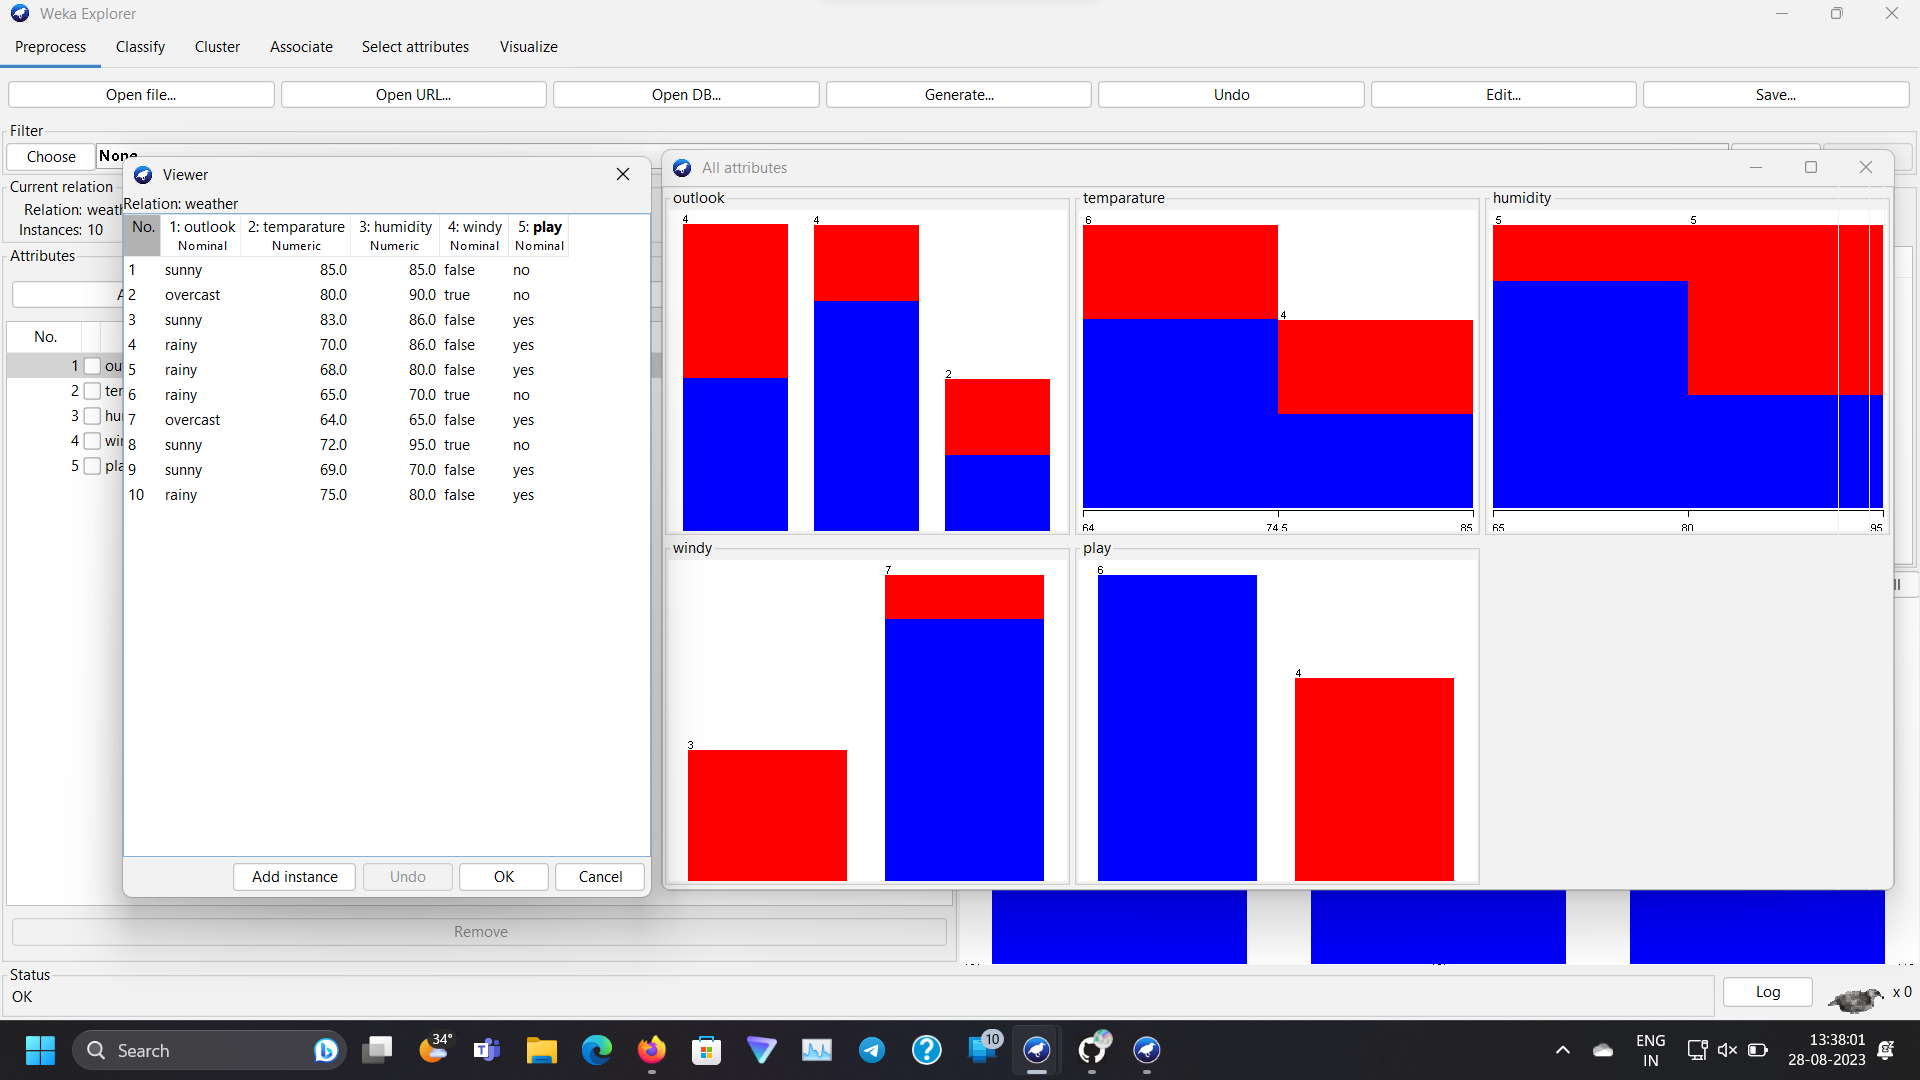 Weka Explorer
Preprocess Classify Cluster Associate Select attributes Visualize
Open file... Open URL... Open DB... Generate... Undo Edit... Save...
Filter
Choose None
Current relation
Relation: weath
Instances: 10
Attributes
No.
1 ou
2 ter
3 hu
4 wi
5 pla
Remove
Viewer
Relation: weather
No. 1: outlook 2: temparature 3: humidity 4: windy 5: play
Nominal Numeric Numeric Nominal Nominal
1 sunny 85.0 85.0 false no
2 overcast 80.0 90.0 true no
3 sunny 83.0 86.0 false yes
4 rainy 70.0 86.0 false yes
5 rainy 68.0 80.0 false yes
6 rainy 65.0 70.0 true no
7 overcast 64.0 65.0 false yes
8 sunny 72.0 95.0 true no
9 sunny 69.0 70.0 false yes
10 rainy 75.0 80.0 false yes
Add instance Undo OK Cancel
All attributes
outlook
4 4 2
temparature
6 4
64 74.5 85
humidity
5 5
65 80 95
windy
3 7
play
6 4
Status
OK
Log x 0
Search
34°
10
ENG
IN
13:38:01
28-08-2023